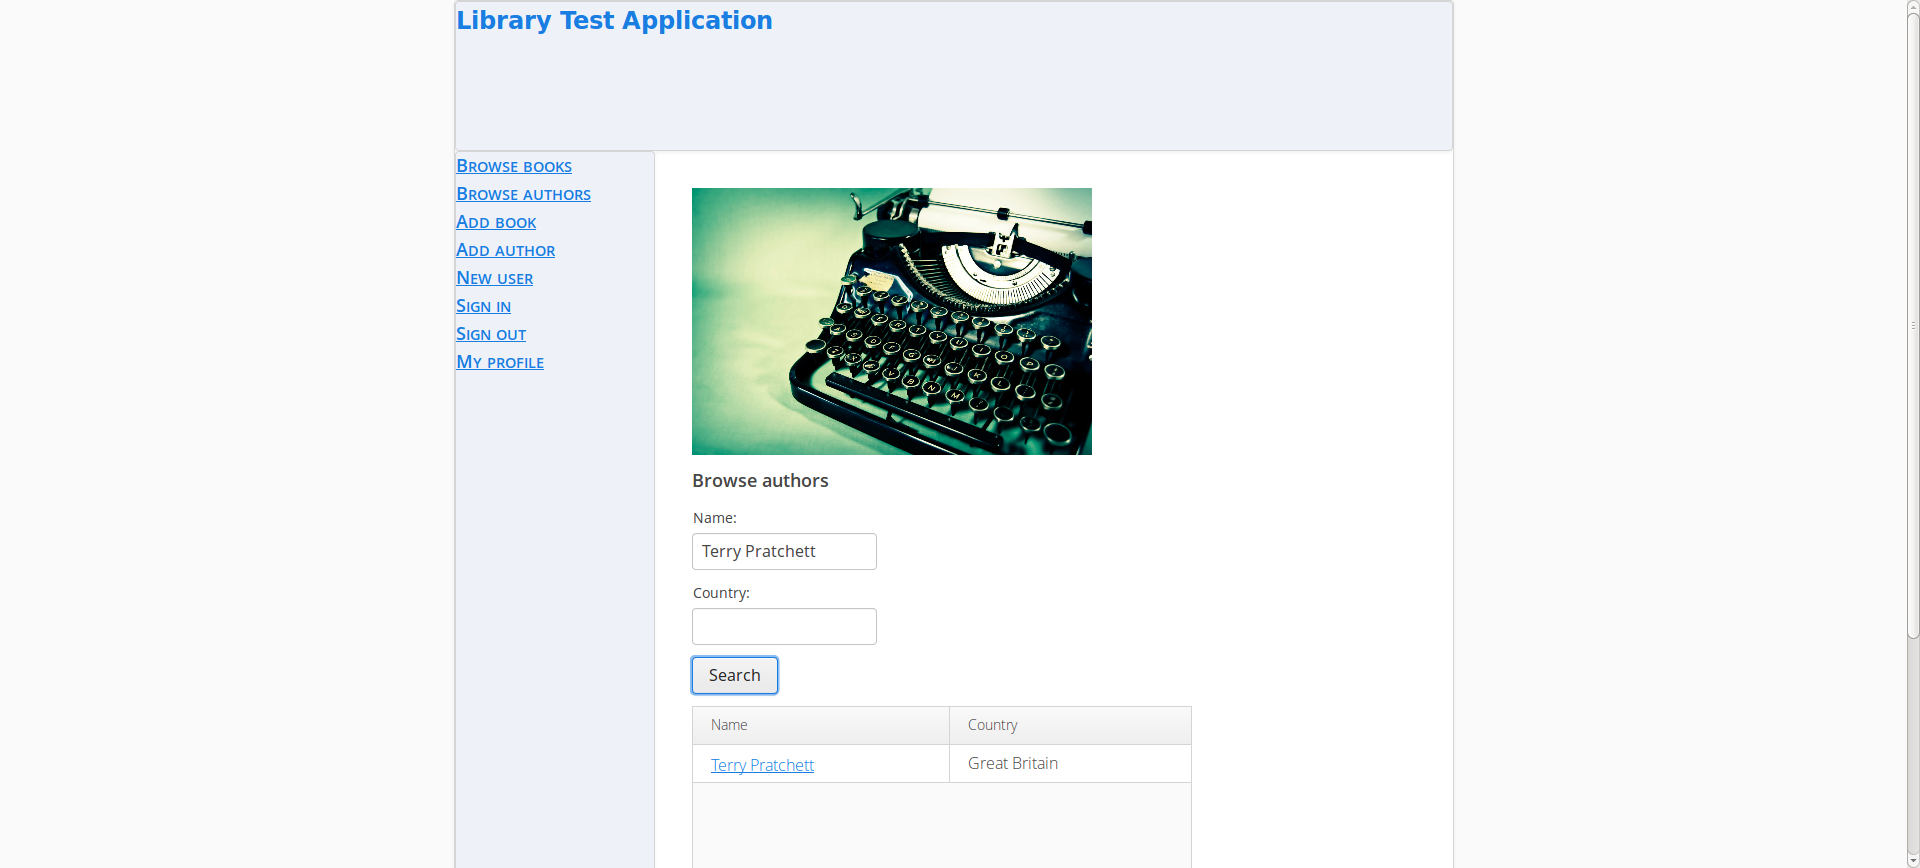 Library Test Application
Browse books
Browse authors
Add book
Add author
New user
Sign in
Sign out
My profile
Browse authors
Name:
Terry Pratchett
Country:
Search
Name Country
Terry Pratchett Great Britain